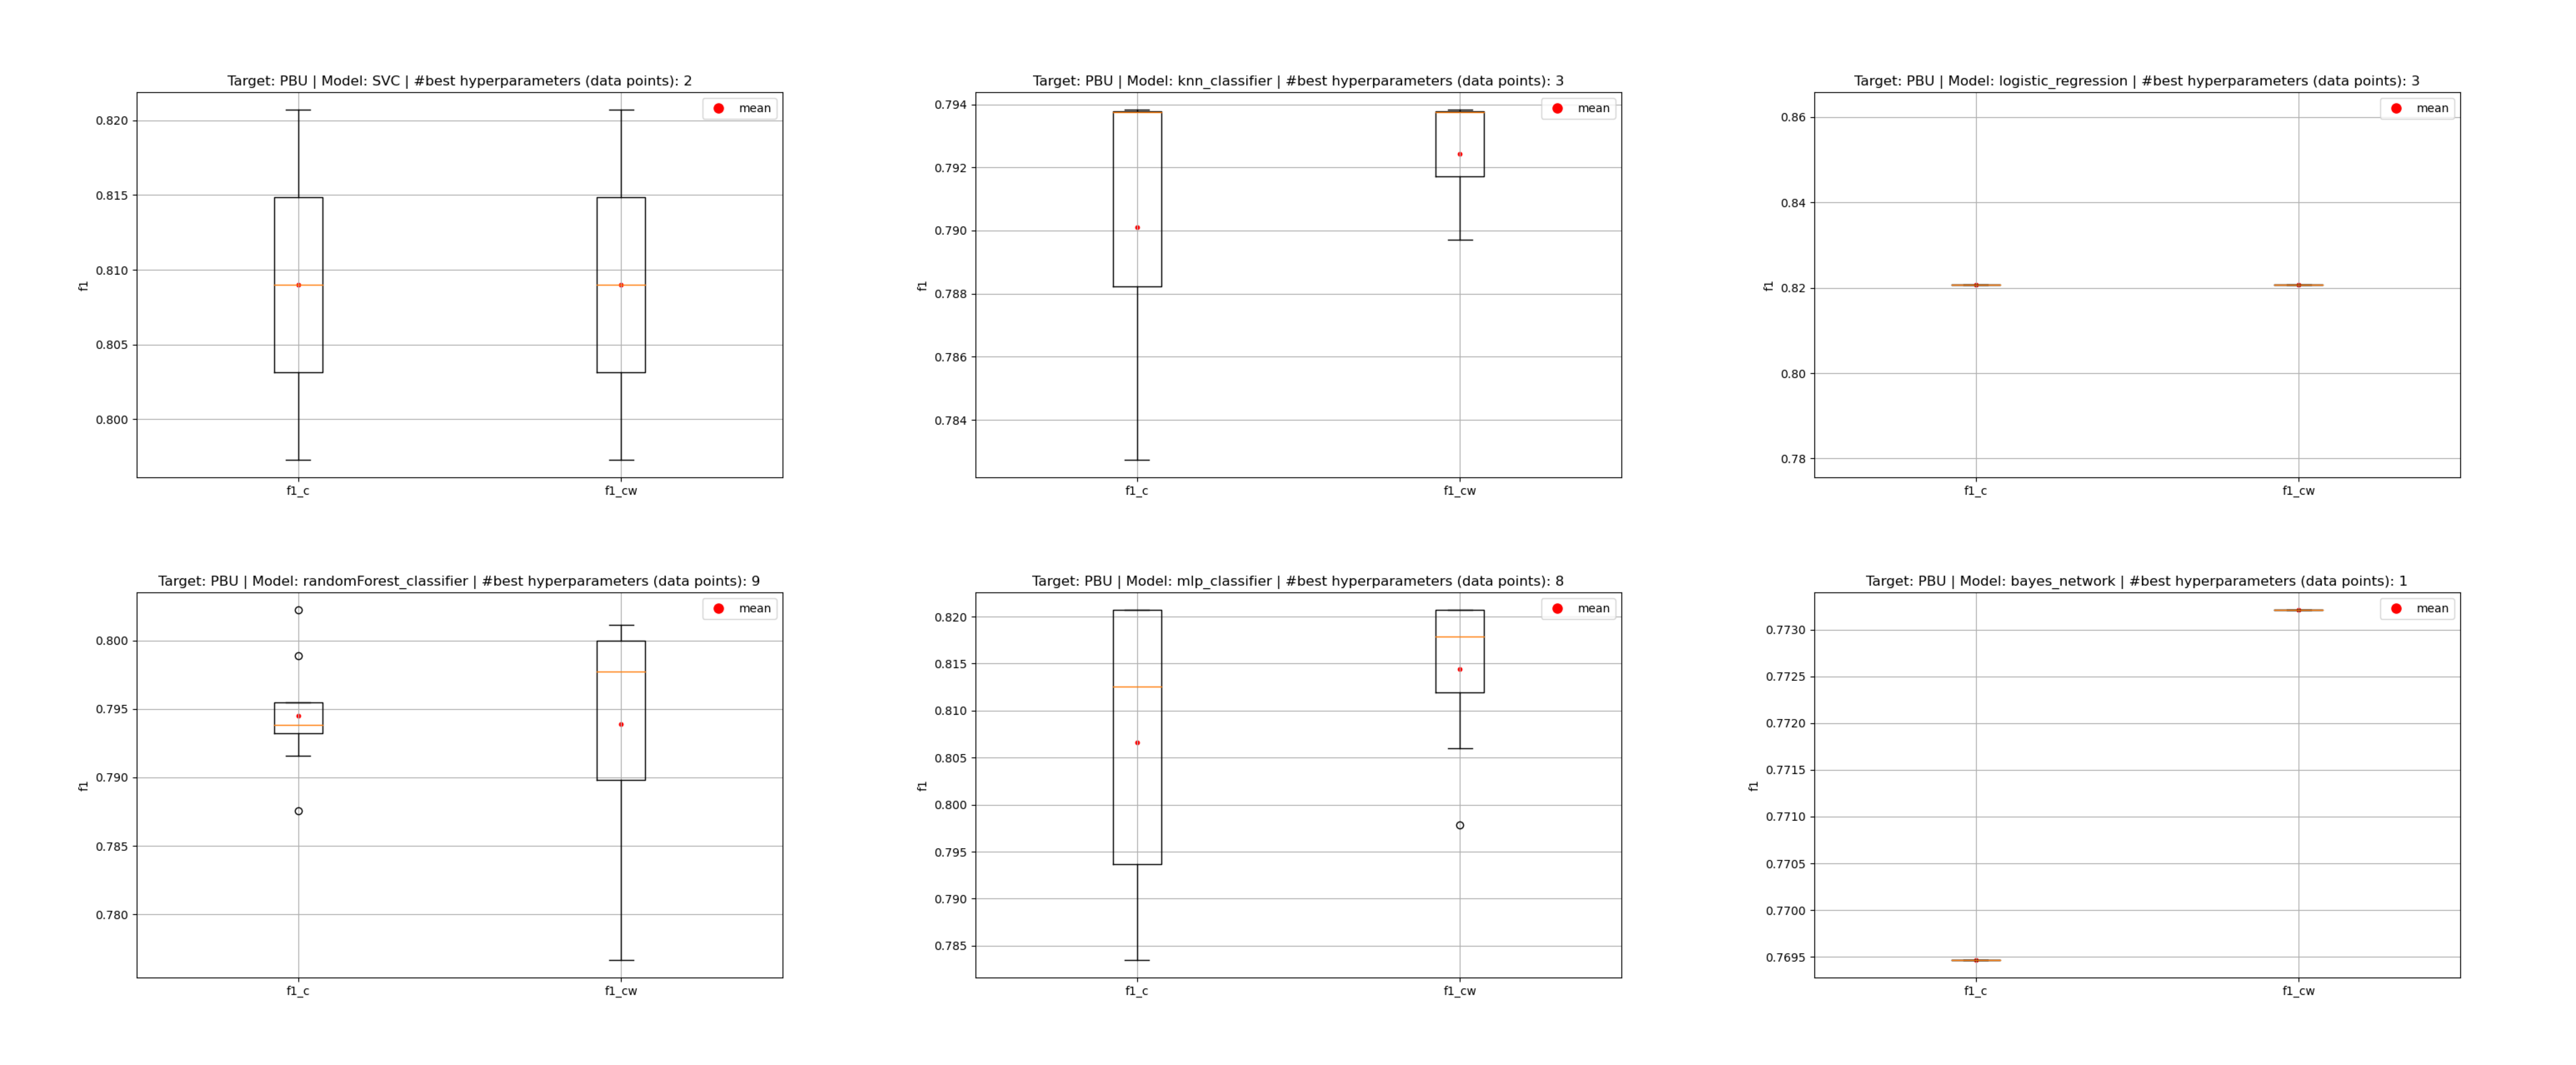 Target: PBU | Model: SVC | #best hyperparameters (data points): 2
mean
0.820
0.815
0.810
0.805
0.800
f1
f1_c
f1_cw
Target: PBU | Model: knn_classifier | #best hyperparameters (data points): 3
mean
0.794
0.792
0.790
0.788
0.786
0.784
f1
f1_c
f1_cw
Target: PBU | Model: logistic_regression | #best hyperparameters (data points): 3
mean
0.86
0.84
0.82
0.80
0.78
f1
f1_c
f1_cw
Target: PBU | Model: randomForest_classifier | #best hyperparameters (data points): 9
mean
0.800
0.795
0.790
0.785
0.780
f1
f1_c
f1_cw
Target: PBU | Model: mlp_classifier | #best hyperparameters (data points): 8
mean
0.820
0.815
0.810
0.805
0.800
0.795
0.790
0.785
f1
f1_c
f1_cw
Target: PBU | Model: bayes_network | #best hyperparameters (data points): 1
mean
0.7730
0.7725
0.7720
0.7715
0.7710
0.7705
0.7700
0.7695
f1
f1_c
f1_cw